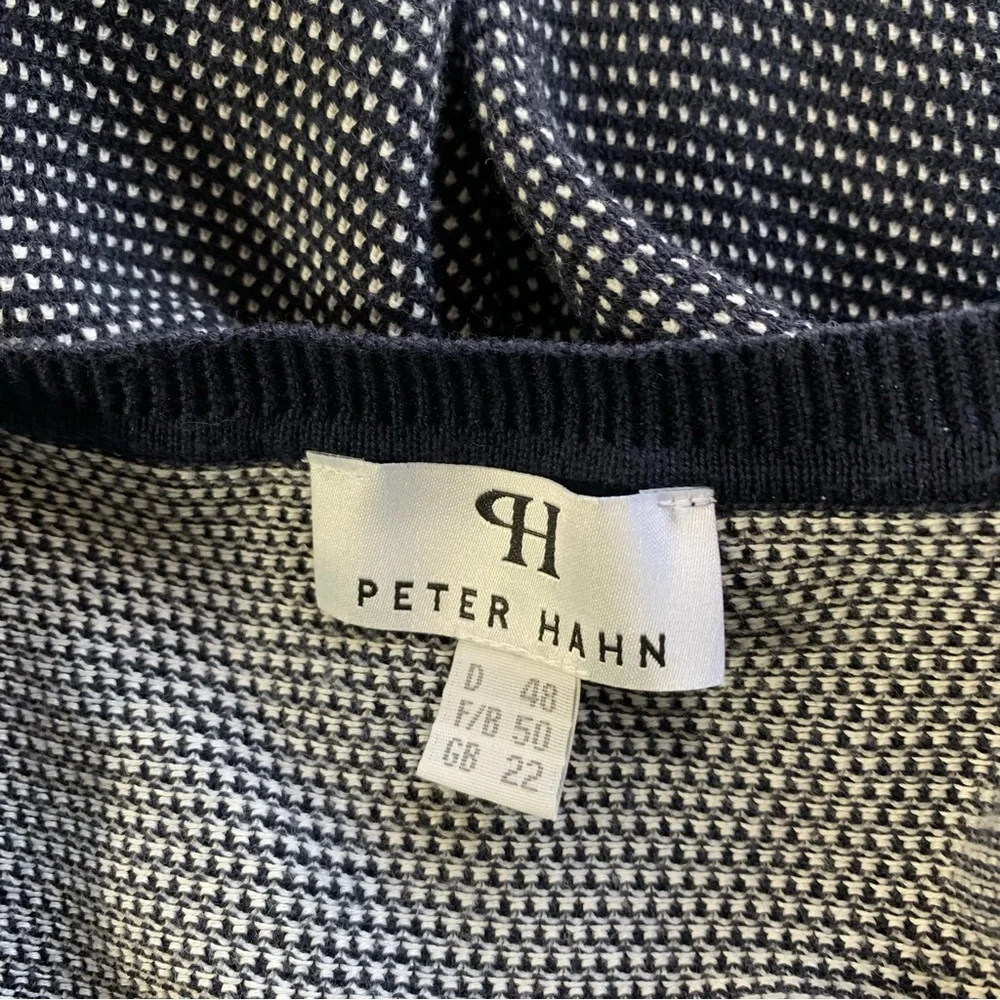 PH
PETER HAHN
D 48
F/B 50
GB 22